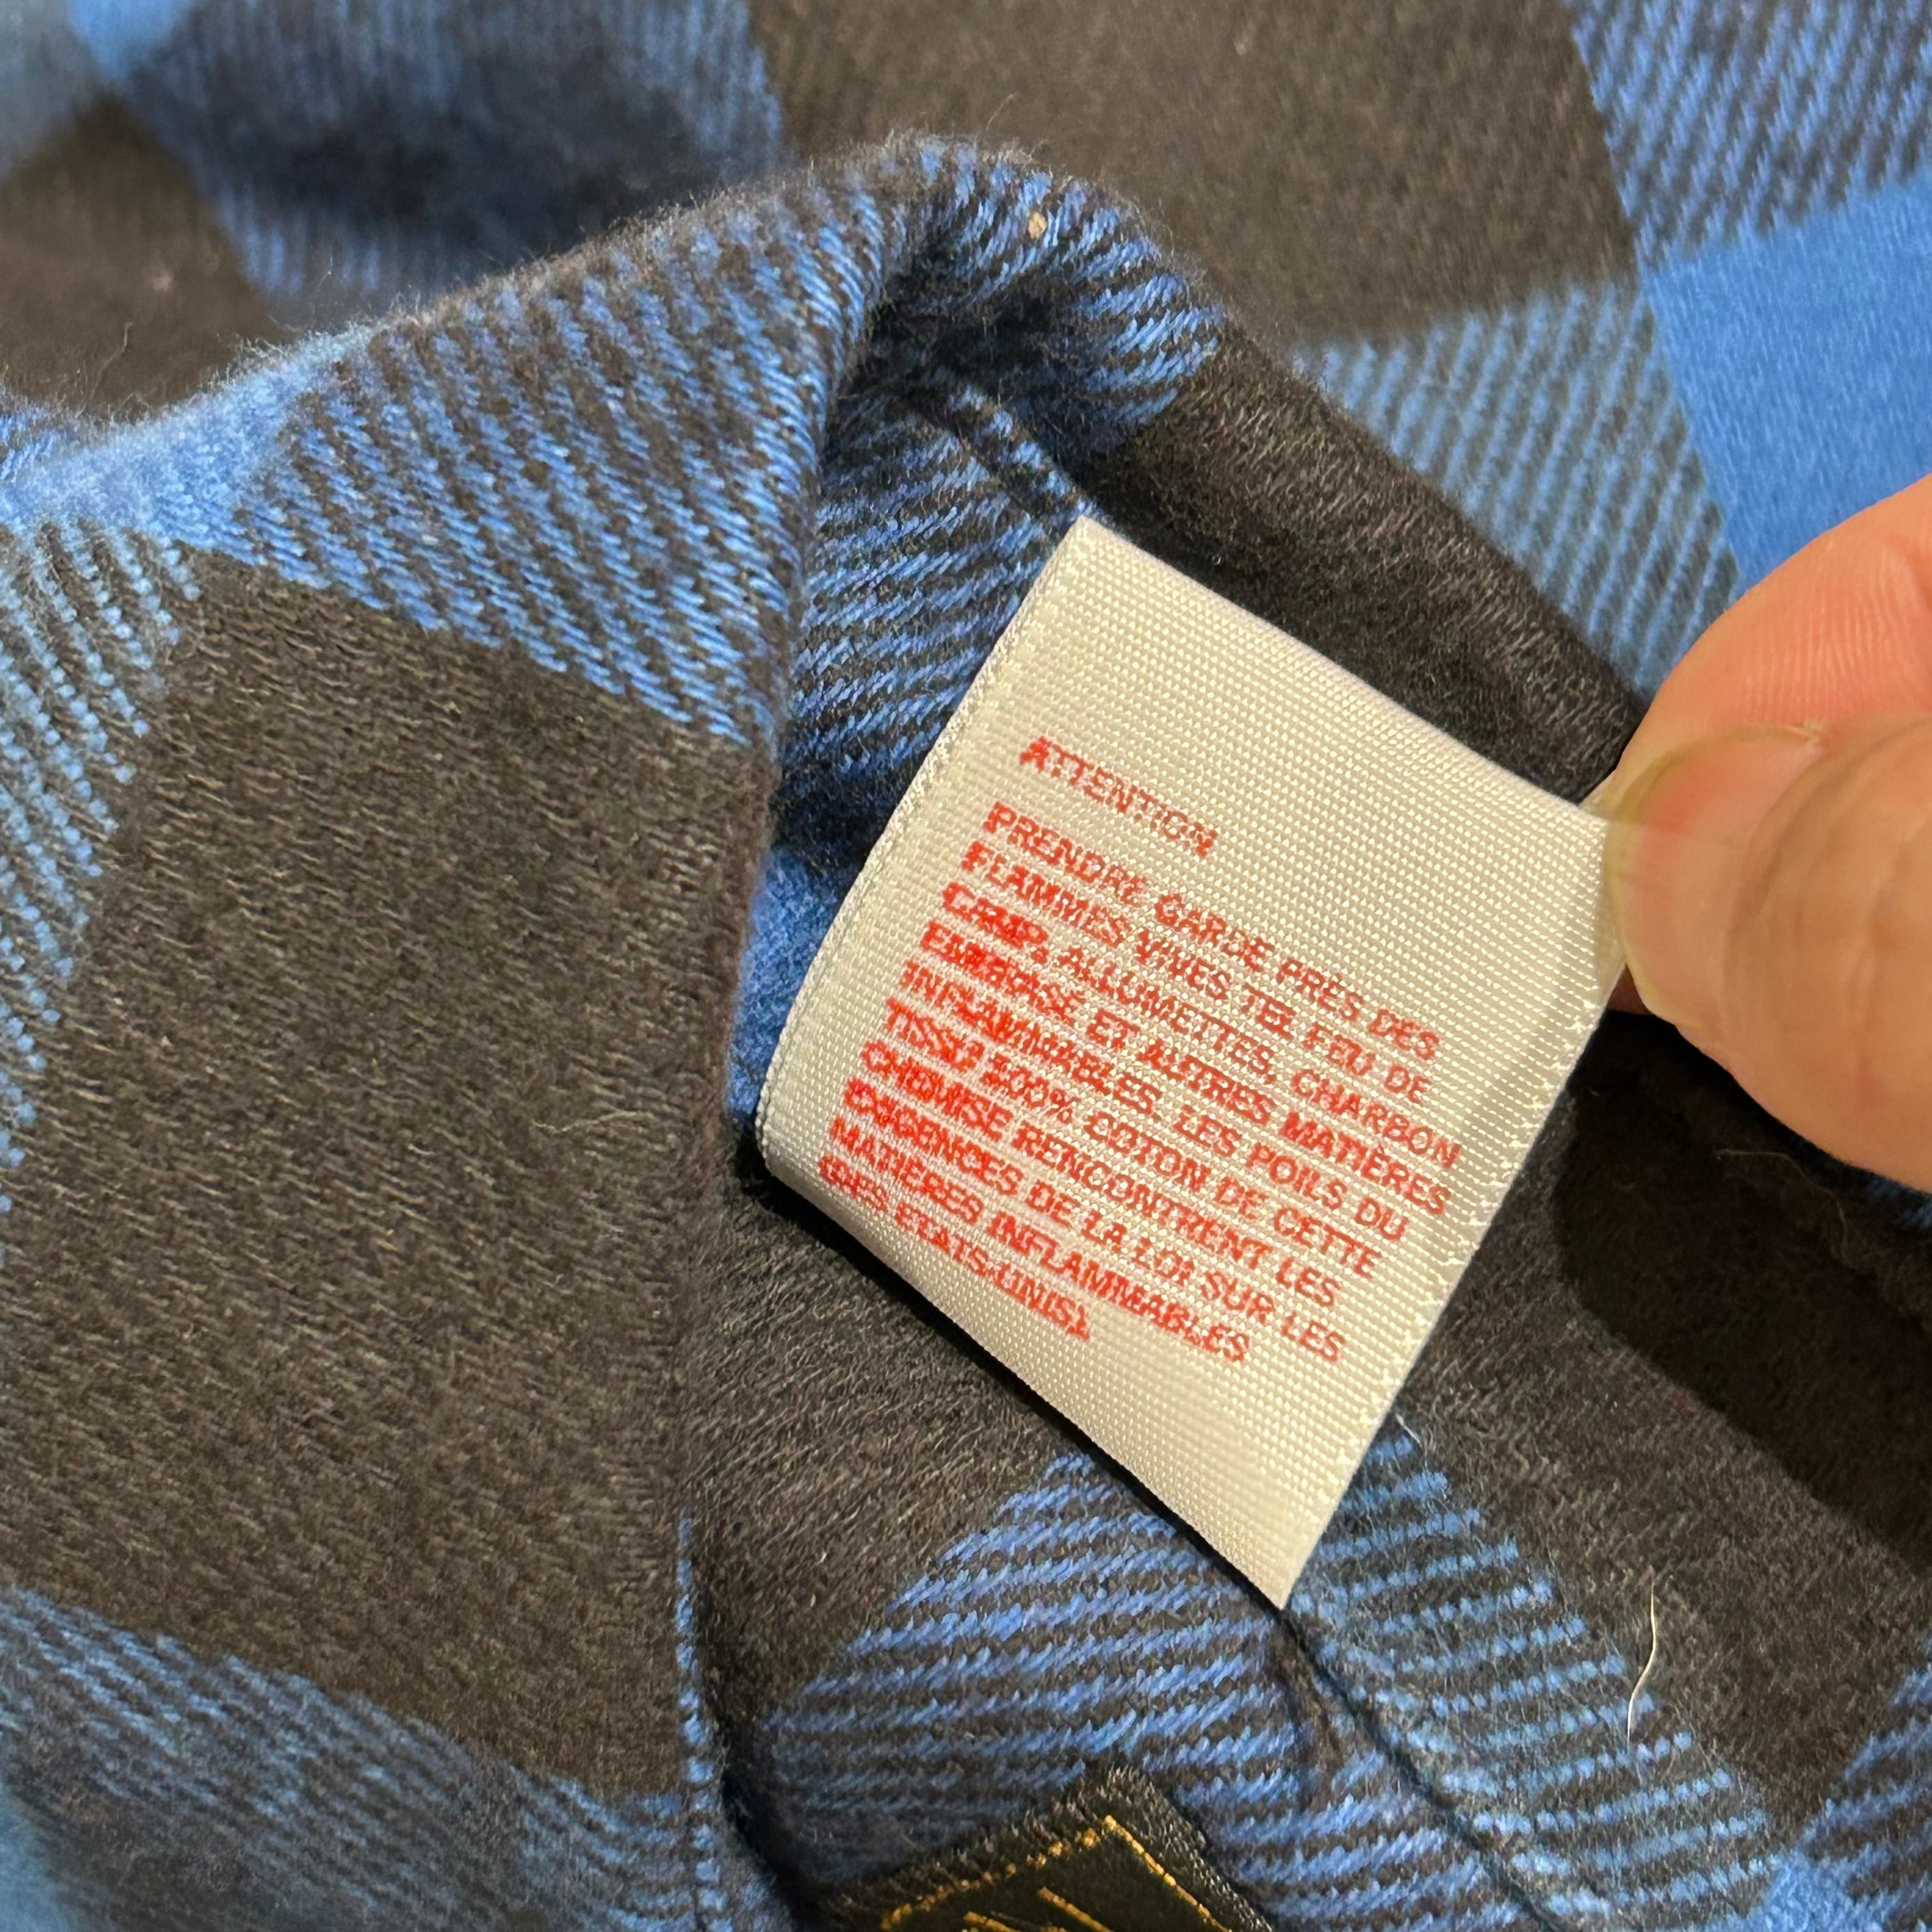 ATTENTION
PRENDRE GARDE PRÈS DES
FLAMMES VIVES TEL FEU DE
CAMP, ALLUMETTES, CHARBON
EMBRASÉ ET AUTRES MATIÈRES
INFLAMMABLES. LES POILS DU
TISSU 100% COTON DE CETTE
CHEMISE RENCONTRENT LES
EXIGENCES DE LA LOI SUR LES
MATIÈRES INFLAMMABLES
(DES ETATS-UNIS).